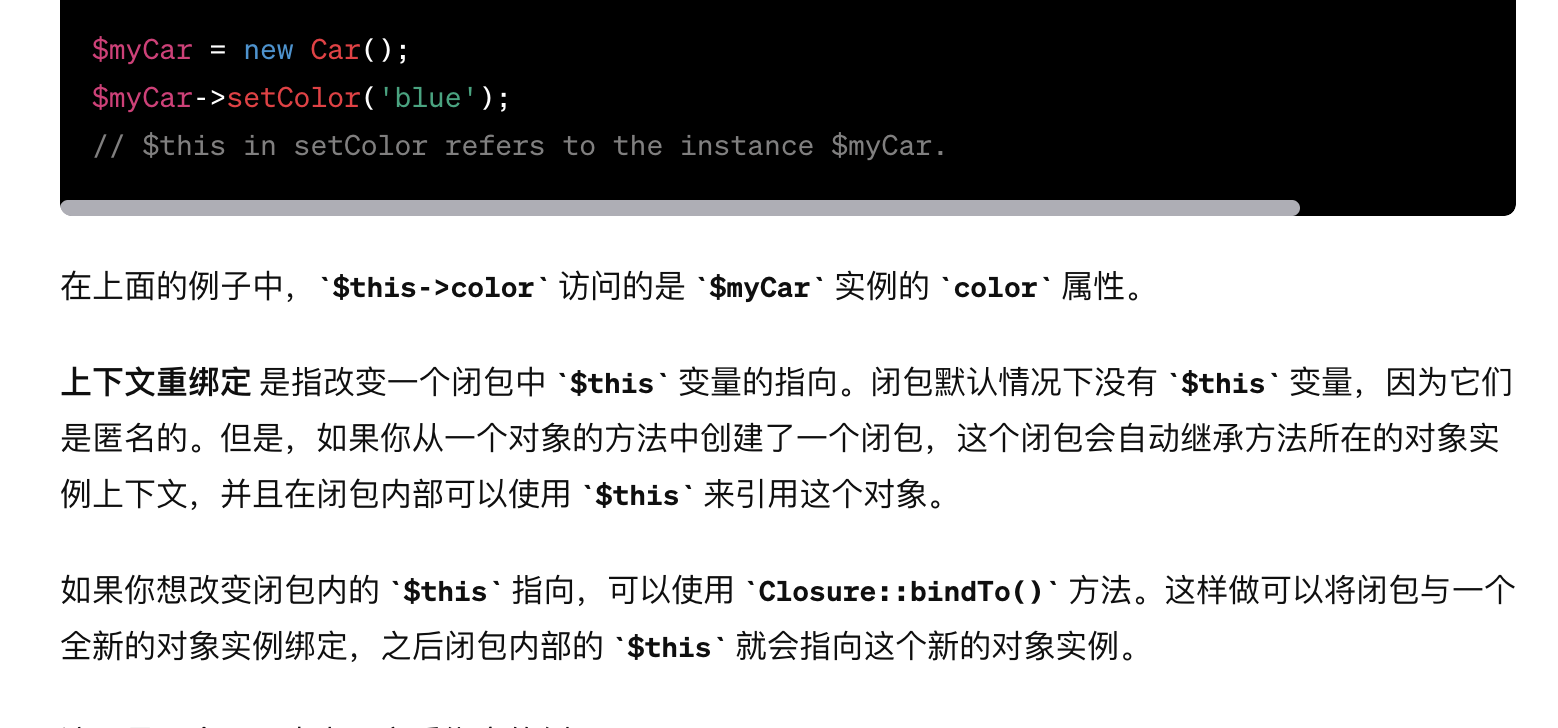 $myCar = new Car();
$myCar->setColor('blue');
// $this in setColor refers to the instance $myCar.
在上面的例子中，`$this->color` 访问的是 `$myCar` 实例的 `color` 属性。
上下文重绑定 是指改变一个闭包中 `$this` 变量的指向。闭包默认情况下没有 `$this` 变量，因为它们
是匿名的。但是，如果你从一个对象的方法中创建了一个闭包，这个闭包会自动继承方法所在的对象实
例上下文，并且在闭包内部可以使用 `$this` 来引用这个对象。
如果你想改变闭包内的 `$this` 指向，可以使用 `Closure::bindTo()` 方法。这样做可以将闭包与一个
全新的对象实例绑定，之后闭包内部的 `$this` 就会指向这个新的对象实例。